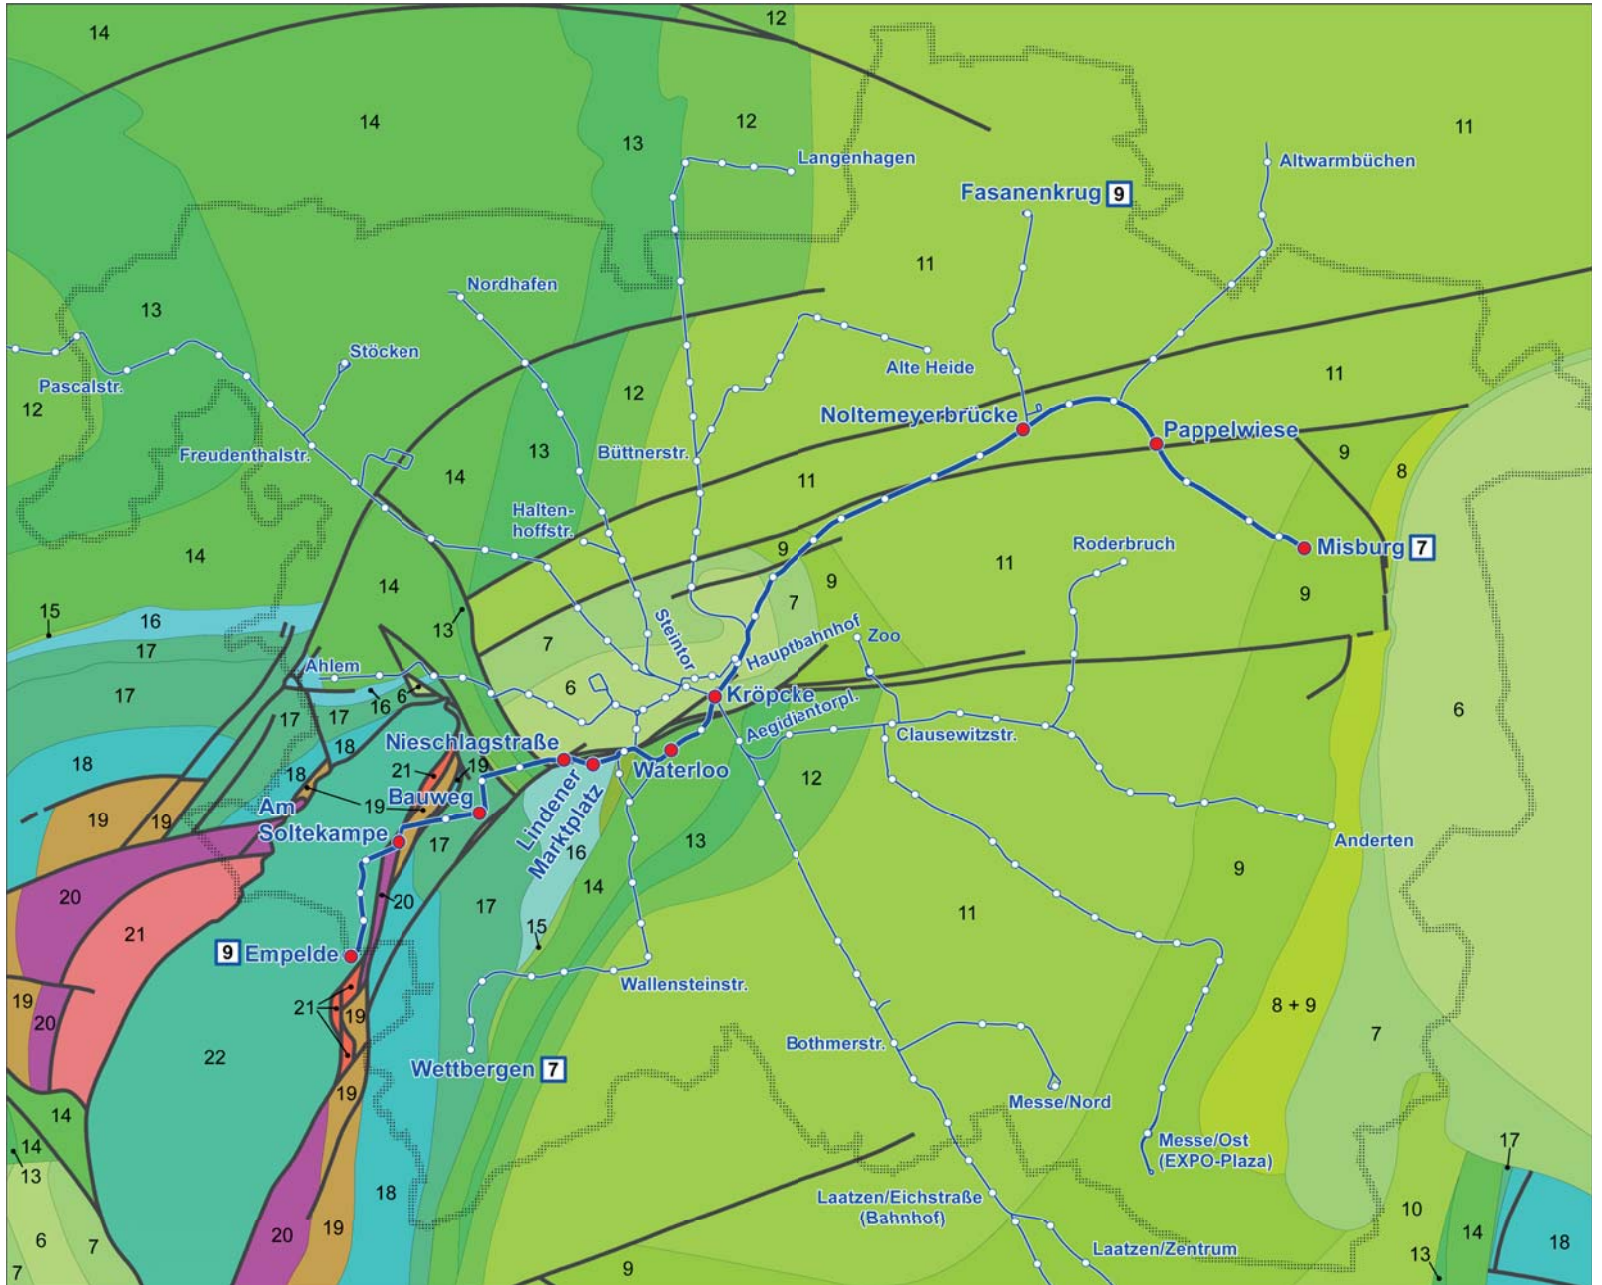 14
12
14
13
12
11
Langenhagen
Altwarmbüchen
Fasanenkrug 9
11
Nordhafen
13
Stöcken
Pascalstr.
12
12
Alte Heide
11
Noltemeyerbrücke
Pappelwiese
Freudenthalstr.
13
Büttnerstr.
9
8
14
11
Halten-
hoffstr.
Misburg 7
14
9
11
Roderbruch
14
9
7
9
15
16
13
17
7
Steintor
Hauptbahnhof
Zoo
Ahlem
17
6
16
6
Kröpcke
6
17
17
Aegidientorpl.
Clausewitzstr.
18
18
Nieschlagstraße
Waterloo
12
18
21
19
19
Bauweg
19
19
Am
Soltekampe
Lindener
Marktplatz
17
16
13
Anderten
9
20
20
14
17
11
21
15
9 Empelde
Wallensteinstr.
19
20
21
19
8 + 9
7
22
Bothmerstr.
Wettbergen 7
19
Messe/Nord
14
14
13
Messe/Ost
(EXPO-Plaza)
17
18
Laatzen/Eichstraße
(Bahnhof)
10
6
7
20
19
14
18
13
Laatzen/Zentrum
7
9